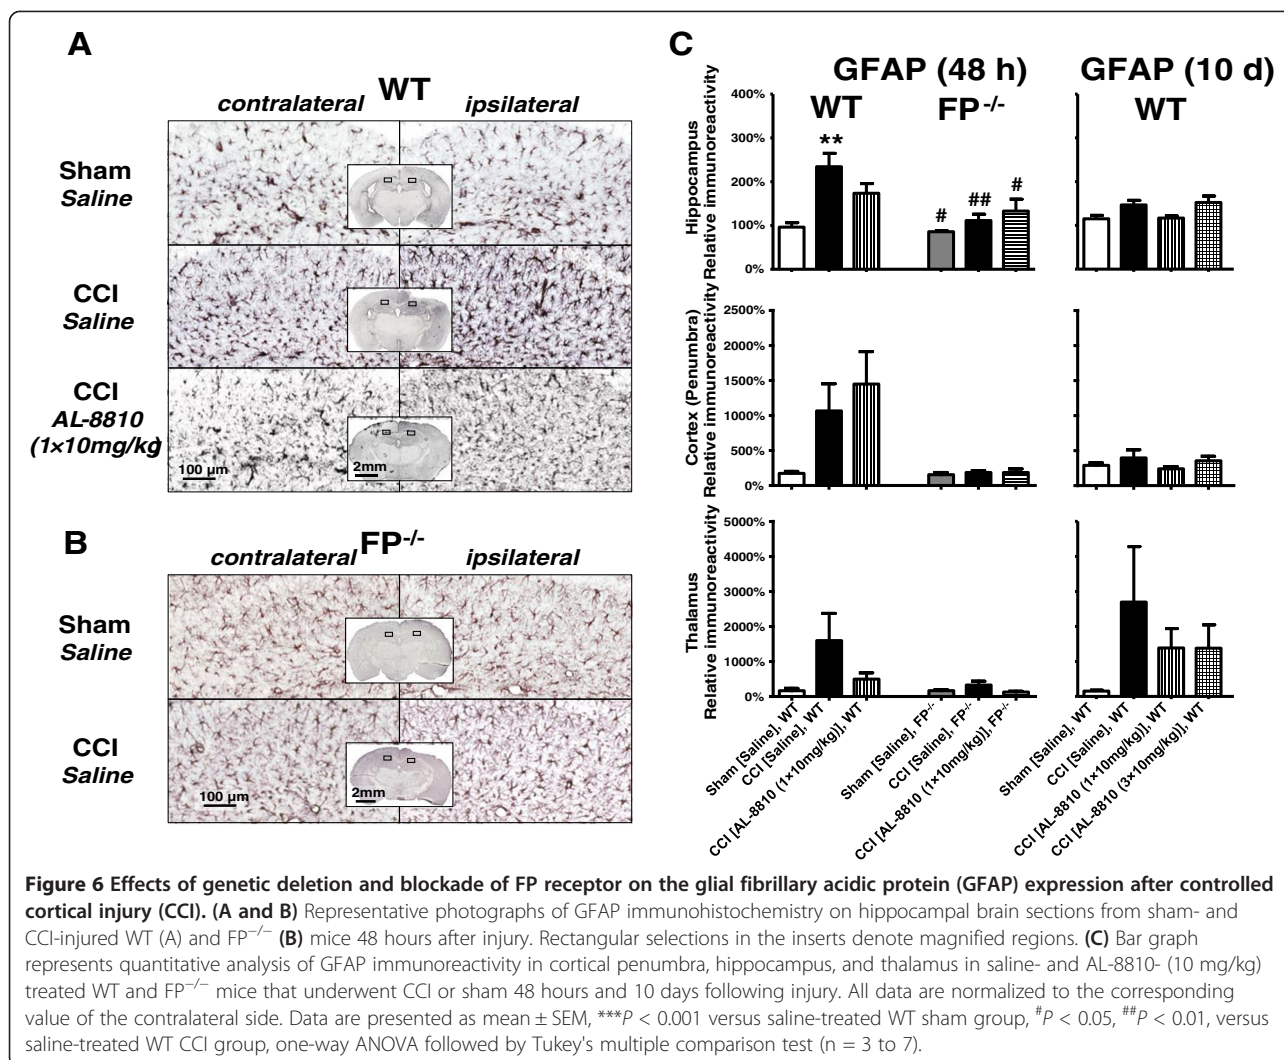 A
WT
contralateral
ipsilateral
Sham
Saline
CCI
Saline
CCI
AL-8810
(1×10mg/kg)
100 µm
2mm
B
FP-/-
contralateral
ipsilateral
Sham
Saline
CCI
Saline
100 µm
2mm
C
GFAP (48 h)
GFAP (10 d)
WT
FP-/-
WT
Hippocampus
Relative immunoreactivity
400%
300%
200%
100%
0%
**
#
##
#
Cortex (Penumbra)
Relative immunoreactivity
2500%
2000%
1500%
1000%
500%
0%
Thalamus
Relative immunoreactivity
5000%
4000%
3000%
2000%
1000%
0%
Sham [Saline], WT
CCI [Saline], WT
CCI [AL-8810 (1×10mg/kg)], WT
Sham [Saline], FP-/-
CCI [Saline], FP-/-
CCI [AL-8810 (1×10mg/kg)], FP-/-
Sham [Saline], WT
CCI [Saline], WT
CCI [AL-8810 (1×10mg/kg)], WT
CCI [AL-8810 (3×10mg/kg)], WT
Figure 6 Effects of genetic deletion and blockade of FP receptor on the glial fibrillary acidic protein (GFAP) expression after controlled
cortical injury (CCI). (A and B) Representative photographs of GFAP immunohistochemistry on hippocampal brain sections from sham- and
CCI-injured WT (A) and FP−/− (B) mice 48 hours after injury. Rectangular selections in the inserts denote magnified regions. (C) Bar graph
represents quantitative analysis of GFAP immunoreactivity in cortical penumbra, hippocampus, and thalamus in saline- and AL-8810- (10 mg/kg)
treated WT and FP−/− mice that underwent CCI or sham 48 hours and 10 days following injury. All data are normalized to the corresponding
value of the contralateral side. Data are presented as mean ± SEM, ***P < 0.001 versus saline-treated WT sham group, #P < 0.05, ##P < 0.01, versus
saline-treated WT CCI group, one-way ANOVA followed by Tukey's multiple comparison test (n = 3 to 7).